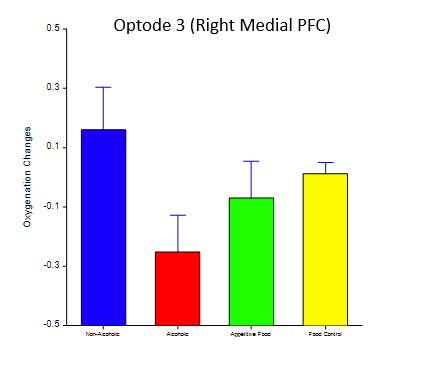 Optode 3 (Right Medial PFC)
0.5
0.3
0.1
-0.1
-0.3
-0.5
Oxygenation Changes
Non-Alcoholic
Alcoholic
Appetitive Food
Food Control